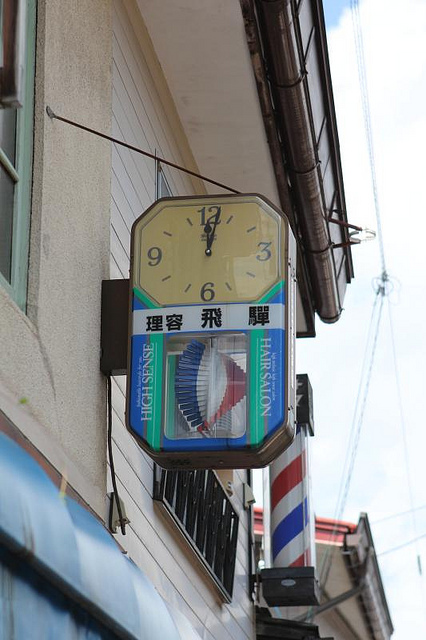 12
9 3
6
理容 飛騨
HIGH SENSE
HAIR SALON